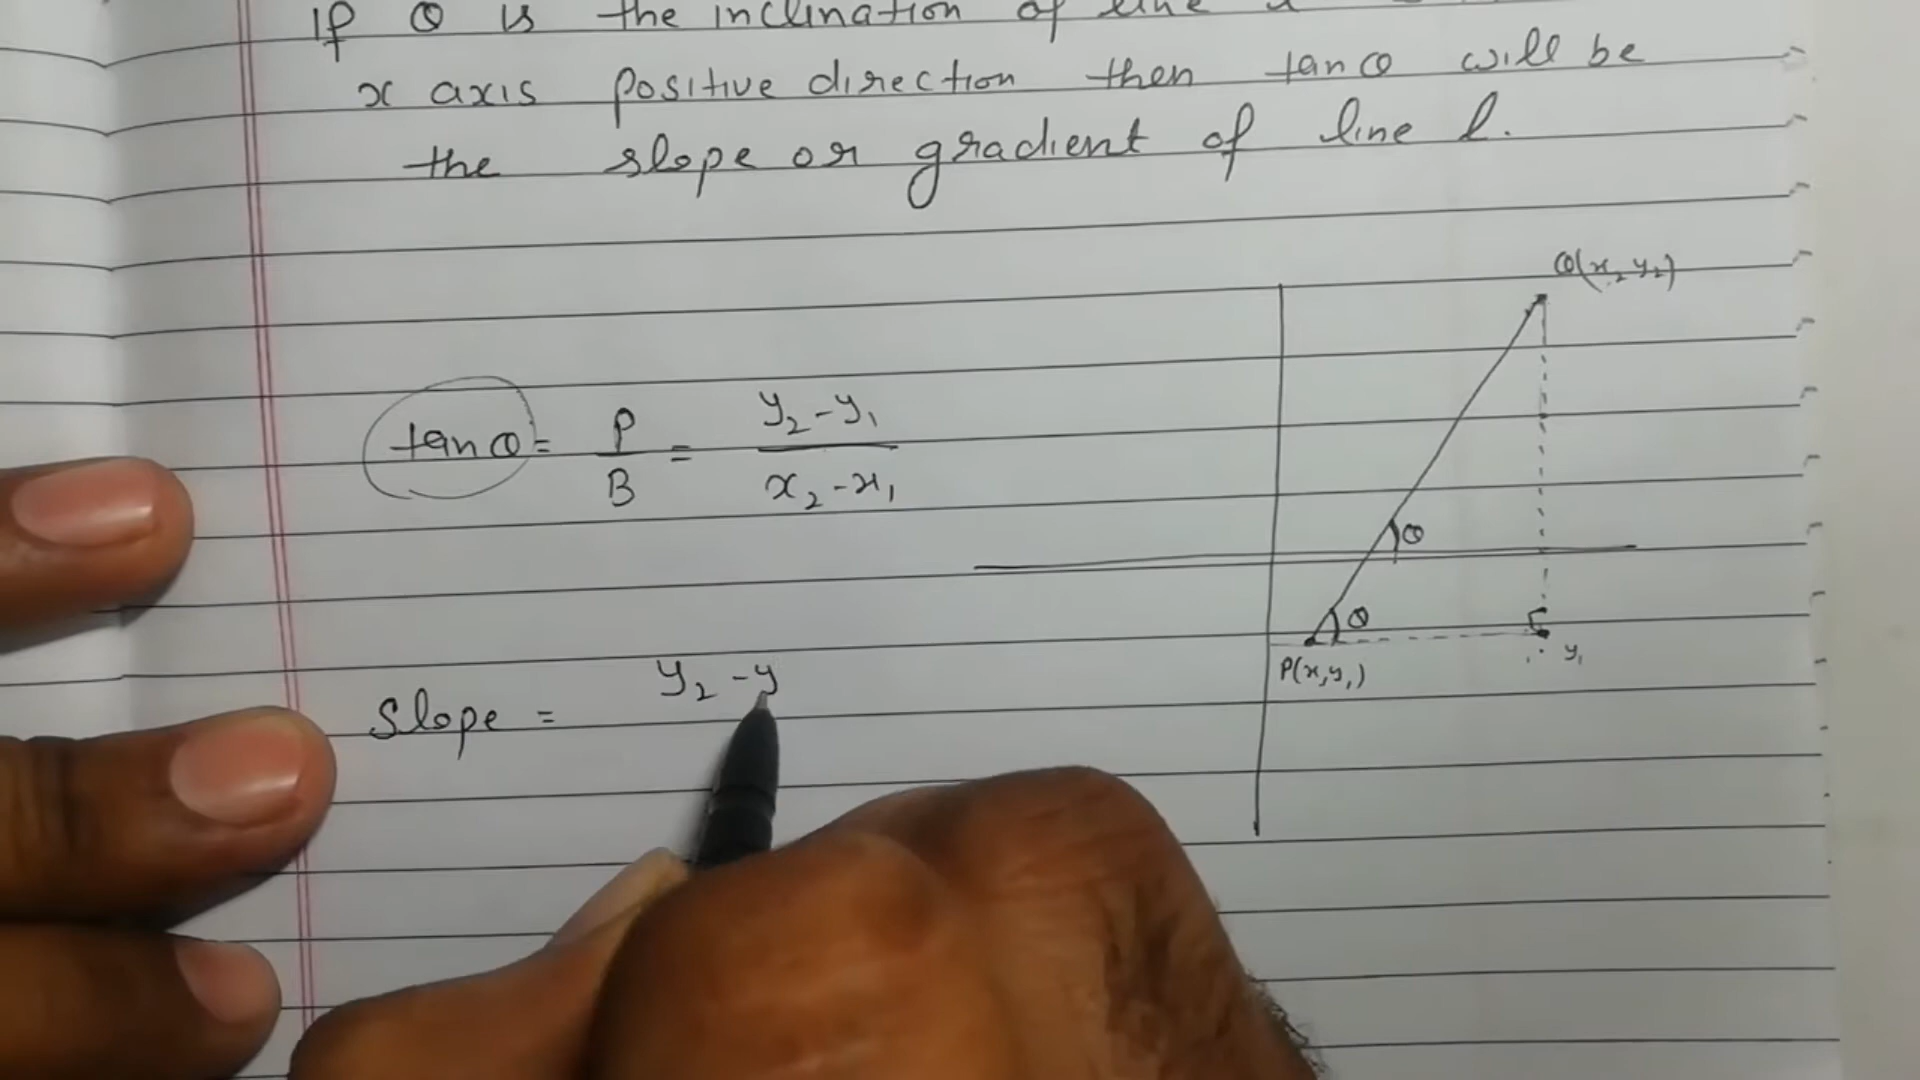 If θ is the inclination of line
x axis positive direction then tan θ will be
the slope or gradient of line l.
Q(x₂ y₂)
tan θ = P/B = y₂-y₁/x₂-x₁
θ
θ
P(x,y₁)
y₁
Slope = y₂-y